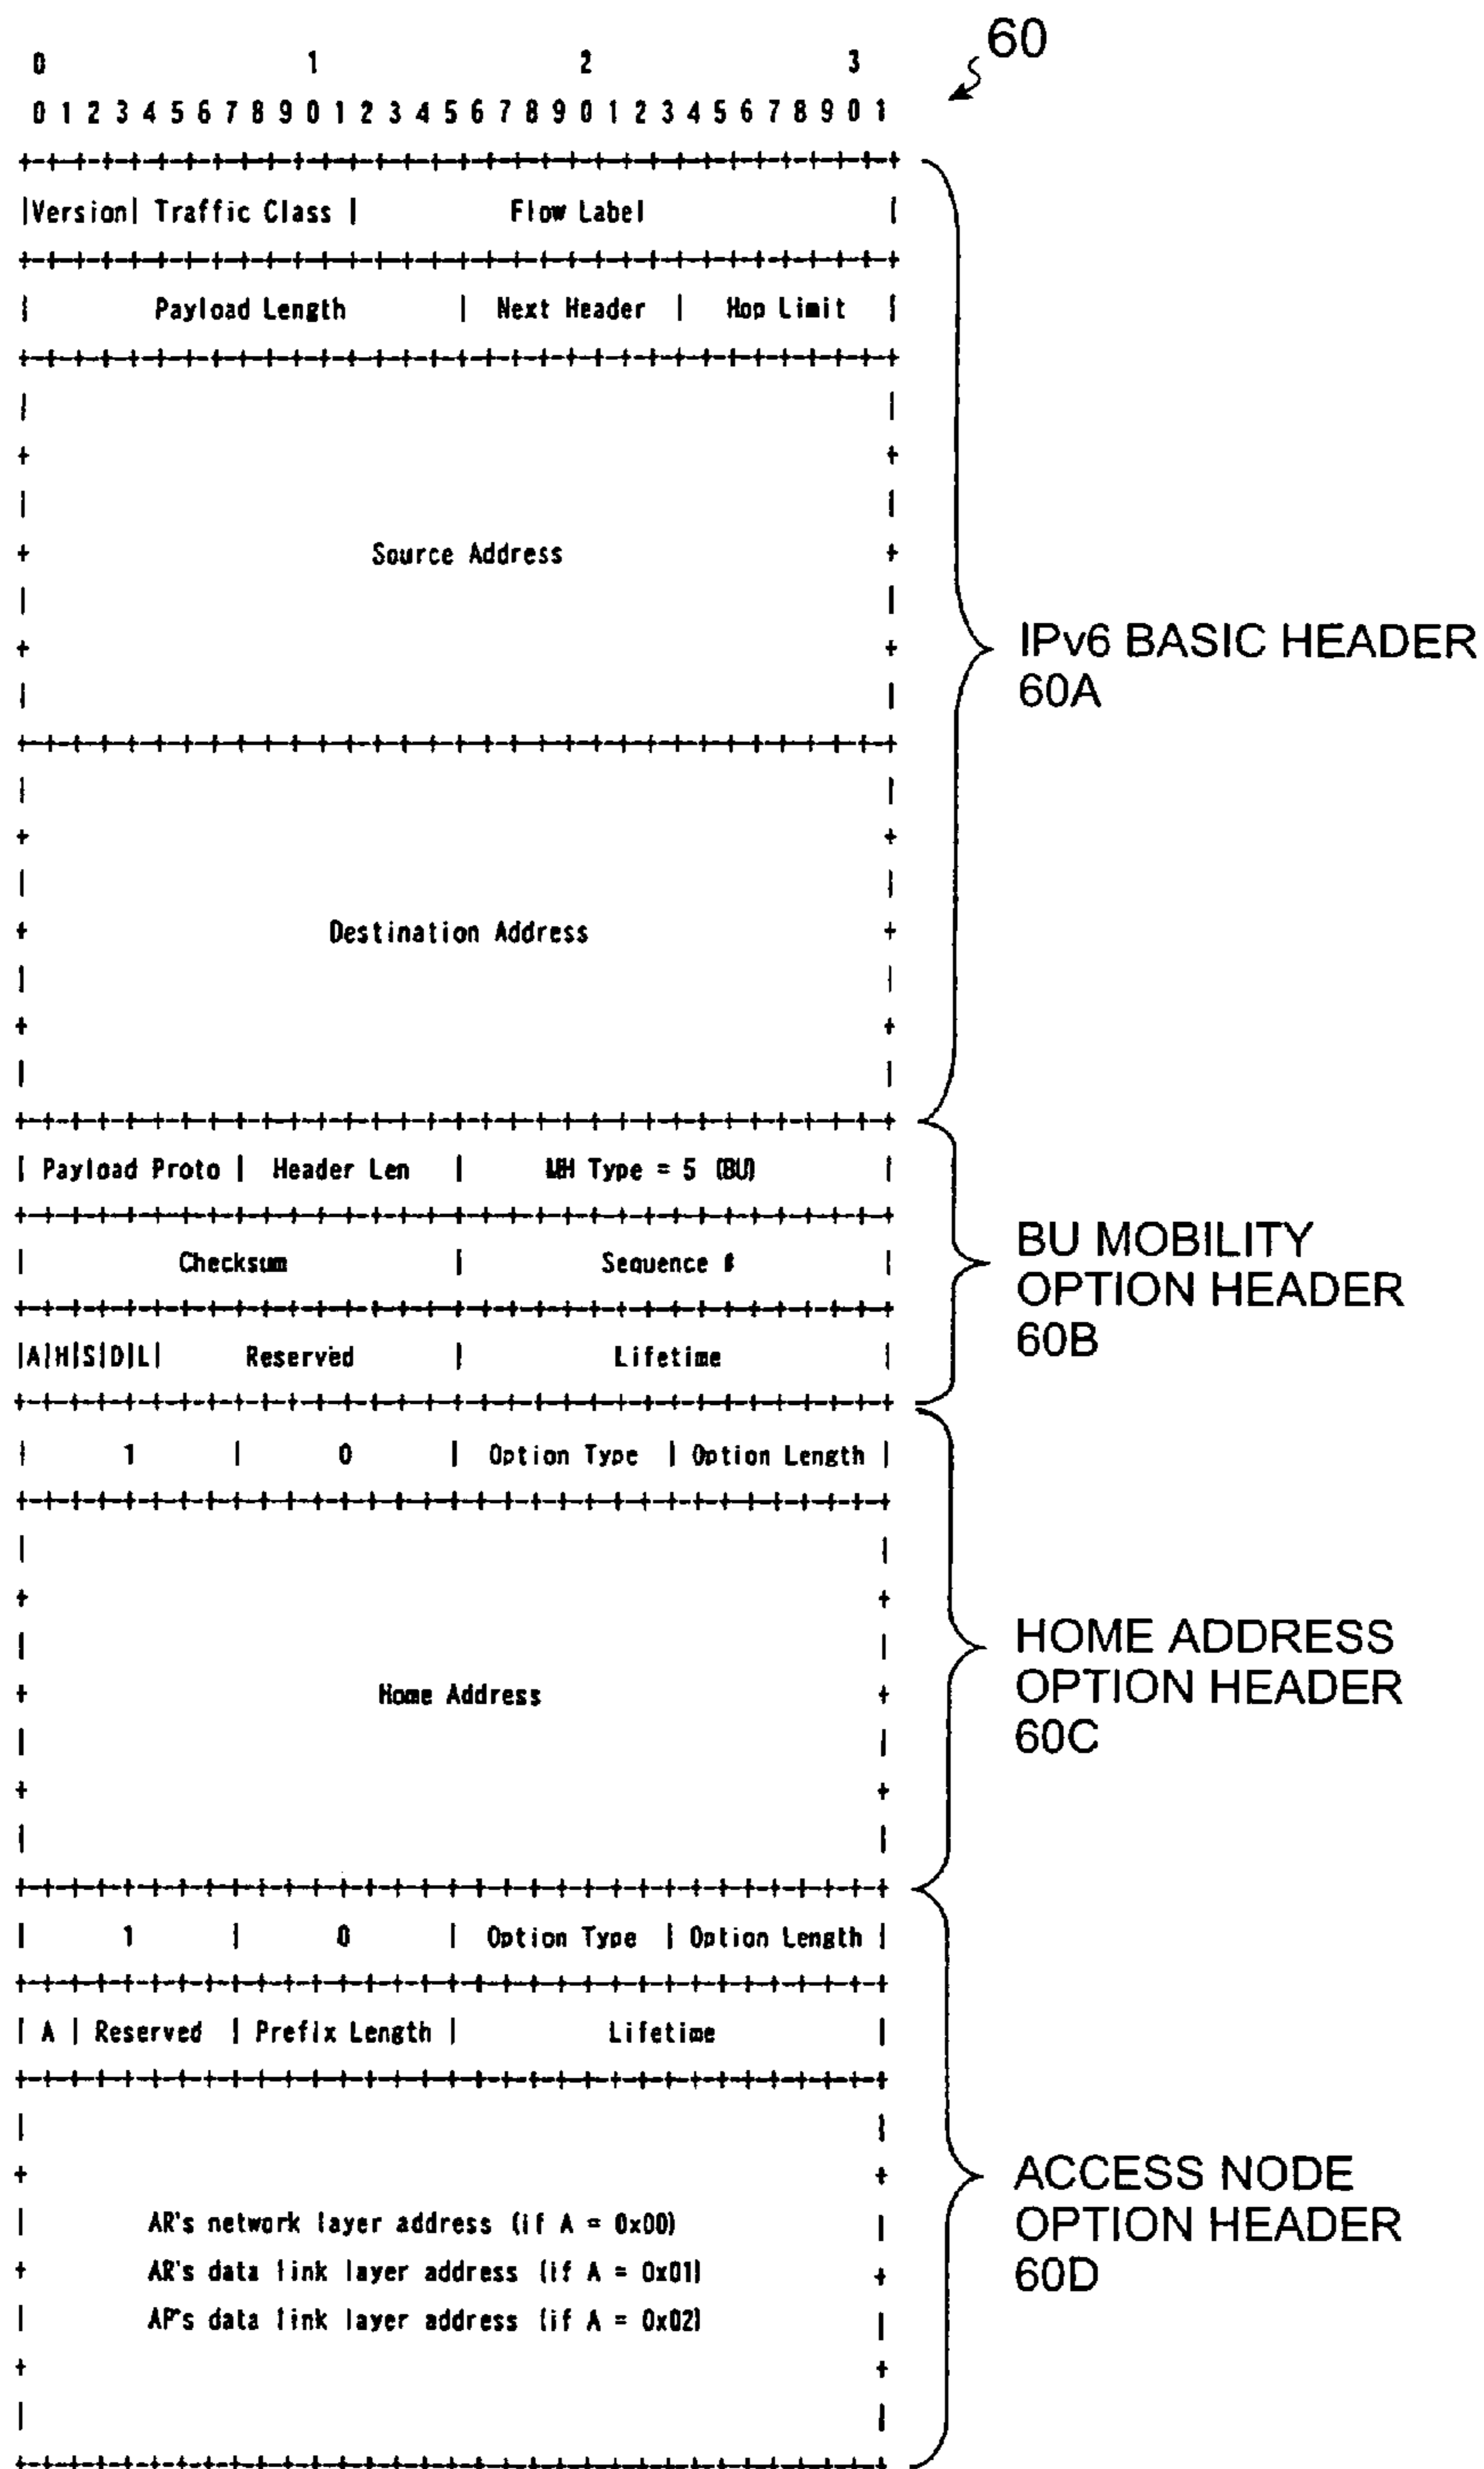 60
0 1 2 3
0 1 2 3 4 5 6 7 8 9 0 1 2 3 4 5 6 7 8 9 0 1 2 3 4 5 6 7 8 9 0 1
|Version| Traffic Class | Flow Label |
| Payload Length | Next Header | Hop Limit |
Source Address
IPv6 BASIC HEADER
60A
Destination Address
| Payload Proto | Header Len | MH Type = 5 (BU) |
| Checksum | Sequence # |
|A|H|S|D|L| Reserved | Lifetime |
BU MOBILITY
OPTION HEADER
60B
| 1 | 0 | Option Type | Option Length |
Home Address
HOME ADDRESS
OPTION HEADER
60C
| 1 | 0 | Option Type | Option Length |
| A | Reserved | Prefix Length | Lifetime |
AR's network layer address (if A = 0x00)
AR's data link layer address (if A = 0x01)
AP's data link layer address (if A = 0x02)
ACCESS NODE
OPTION HEADER
60D